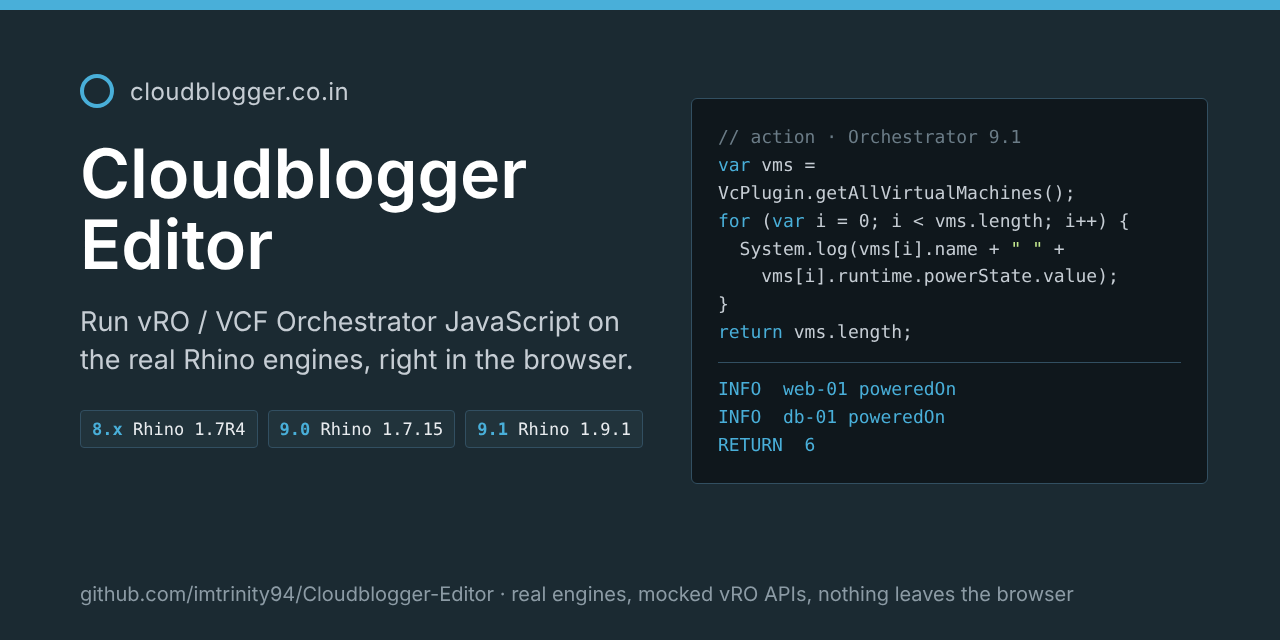 cloudblogger.co.in
Cloudblogger
Editor
Run vRO / VCF Orchestrator JavaScript on
the real Rhino engines, right in the browser.
8.x Rhino 1.7R4
9.0 Rhino 1.7.15
9.1 Rhino 1.9.1
// action · Orchestrator 9.1
var vms =
VcPlugin.getAllVirtualMachines();
for (var i = 0; i < vms.length; i++) {
  System.log(vms[i].name + " " +
    vms[i].runtime.powerState.value);
}
return vms.length;
INFO  web-01 poweredOn
INFO  db-01 poweredOn
RETURN  6
github.com/imtrinity94/Cloudblogger-Editor · real engines, mocked vRO APIs, nothing leaves the browser